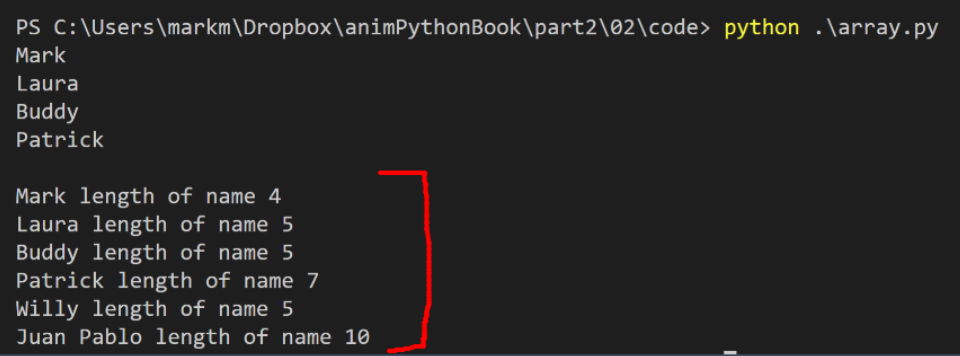 PS C:\Users\markm\Dropbox\animPythonBook\part2\02\code> python .\array.py
Mark
Laura
Buddy
Patrick
Mark length of name 4
Laura length of name 5
Buddy length of name 5
Patrick length of name 7
Willy length of name 5
Juan Pablo length of name 10